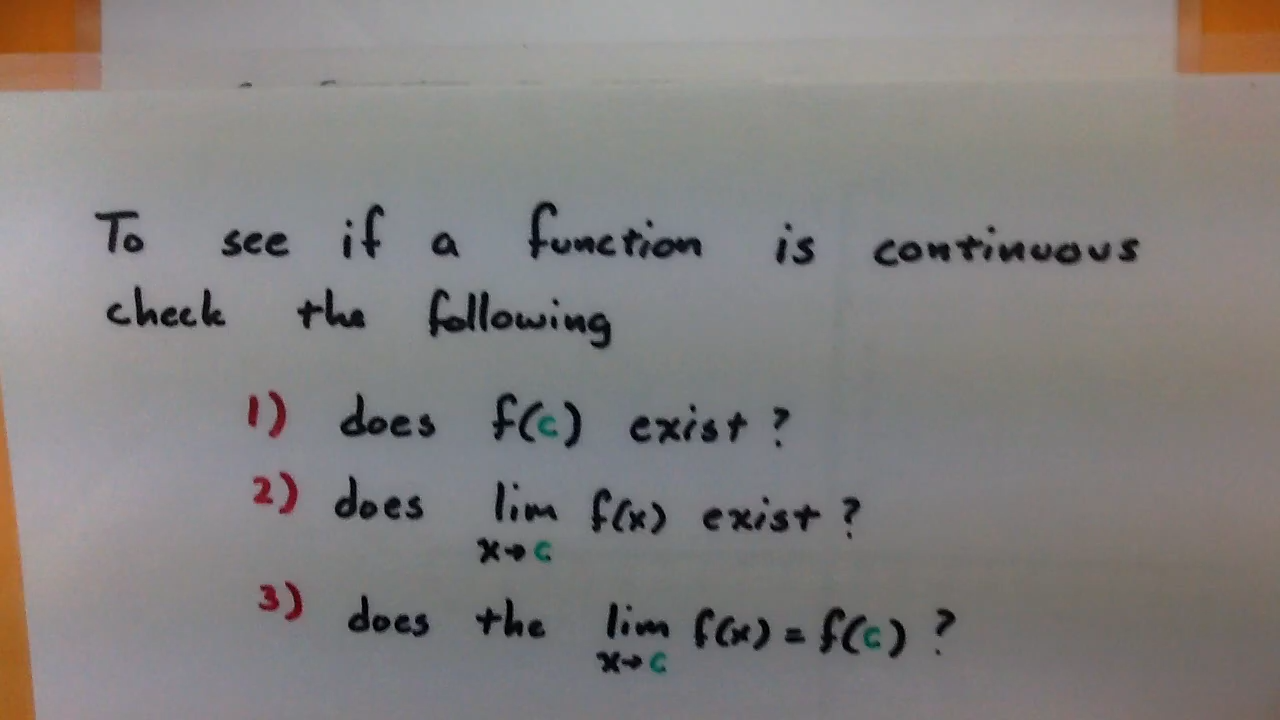 To see if a function is continuous
check the following
1) does f(c) exist?
2) does lim f(x) exist?
x→c
3) does the lim f(x) = f(c)?
x→c